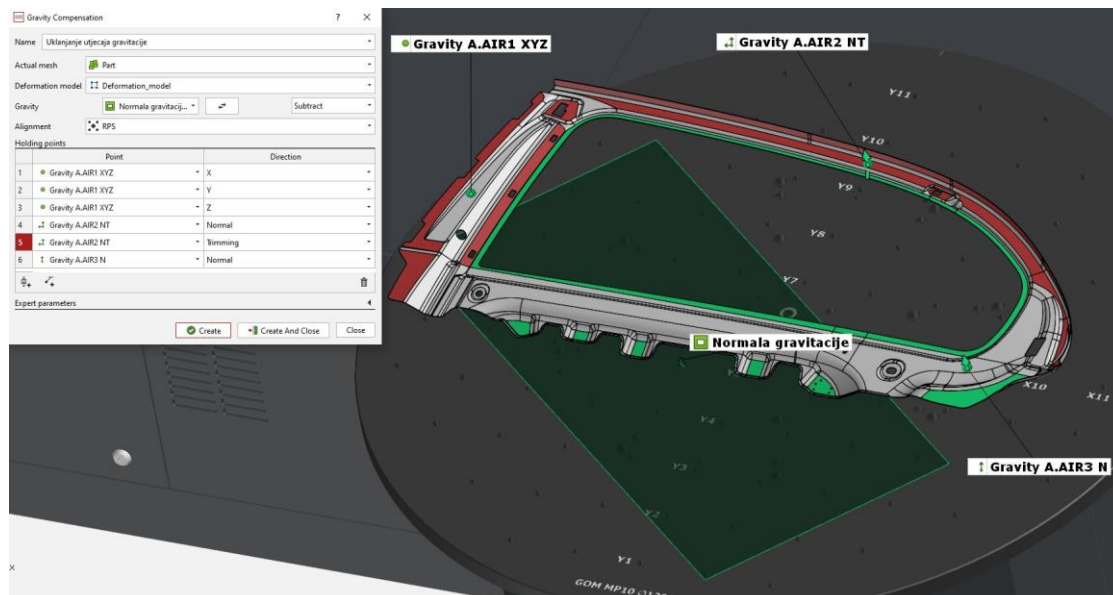 Gravity Compensation
?
×
Name Uklanjanje utjecaja gravitacije
Actual mesh Part
Deformation model Deformation_model
Gravity Normala gravitacij... Subtract
Alignment RPS
Holding points
Point Direction
1 Gravity A.AIR1 XYZ X
2 Gravity A.AIR1 XYZ Y
3 Gravity A.AIR1 XYZ Z
4 Gravity A.AIR2 NT Normal
5 Gravity A.AIR2 NT Trimming
6 Gravity A.AIR3 N Normal
Expert parameters
Create Create And Close Close
Gravity A.AIR1 XYZ
Gravity A.AIR2 NT
Y11
Y10
Y9
Y8
Y7
Normala gravitacije
X10
X11
Y4
Gravity A.AIR3 N
Y3
Y2
Y1
GOM MP10